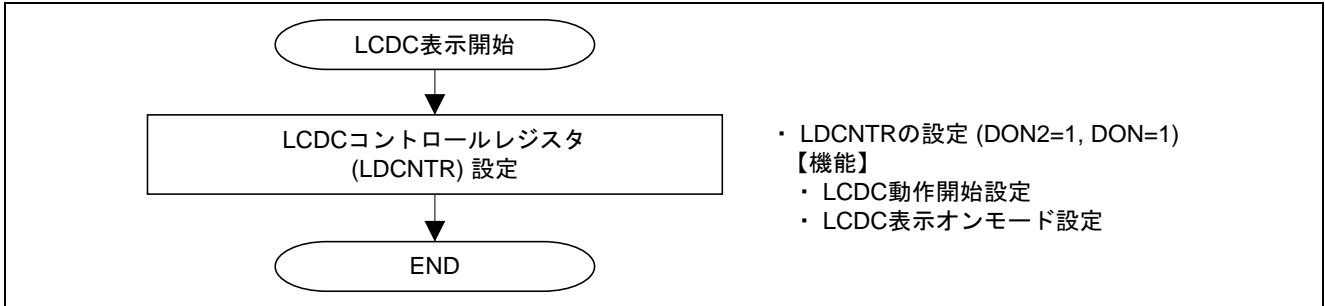 LCDC表示開始
LCDCコントロールレジスタ
(LDCNTR) 設定
END
・ LDCNTRの設定 (DON2=1, DON=1)
【機能】
・ LCDC動作開始設定
・ LCDC表示オンモード設定